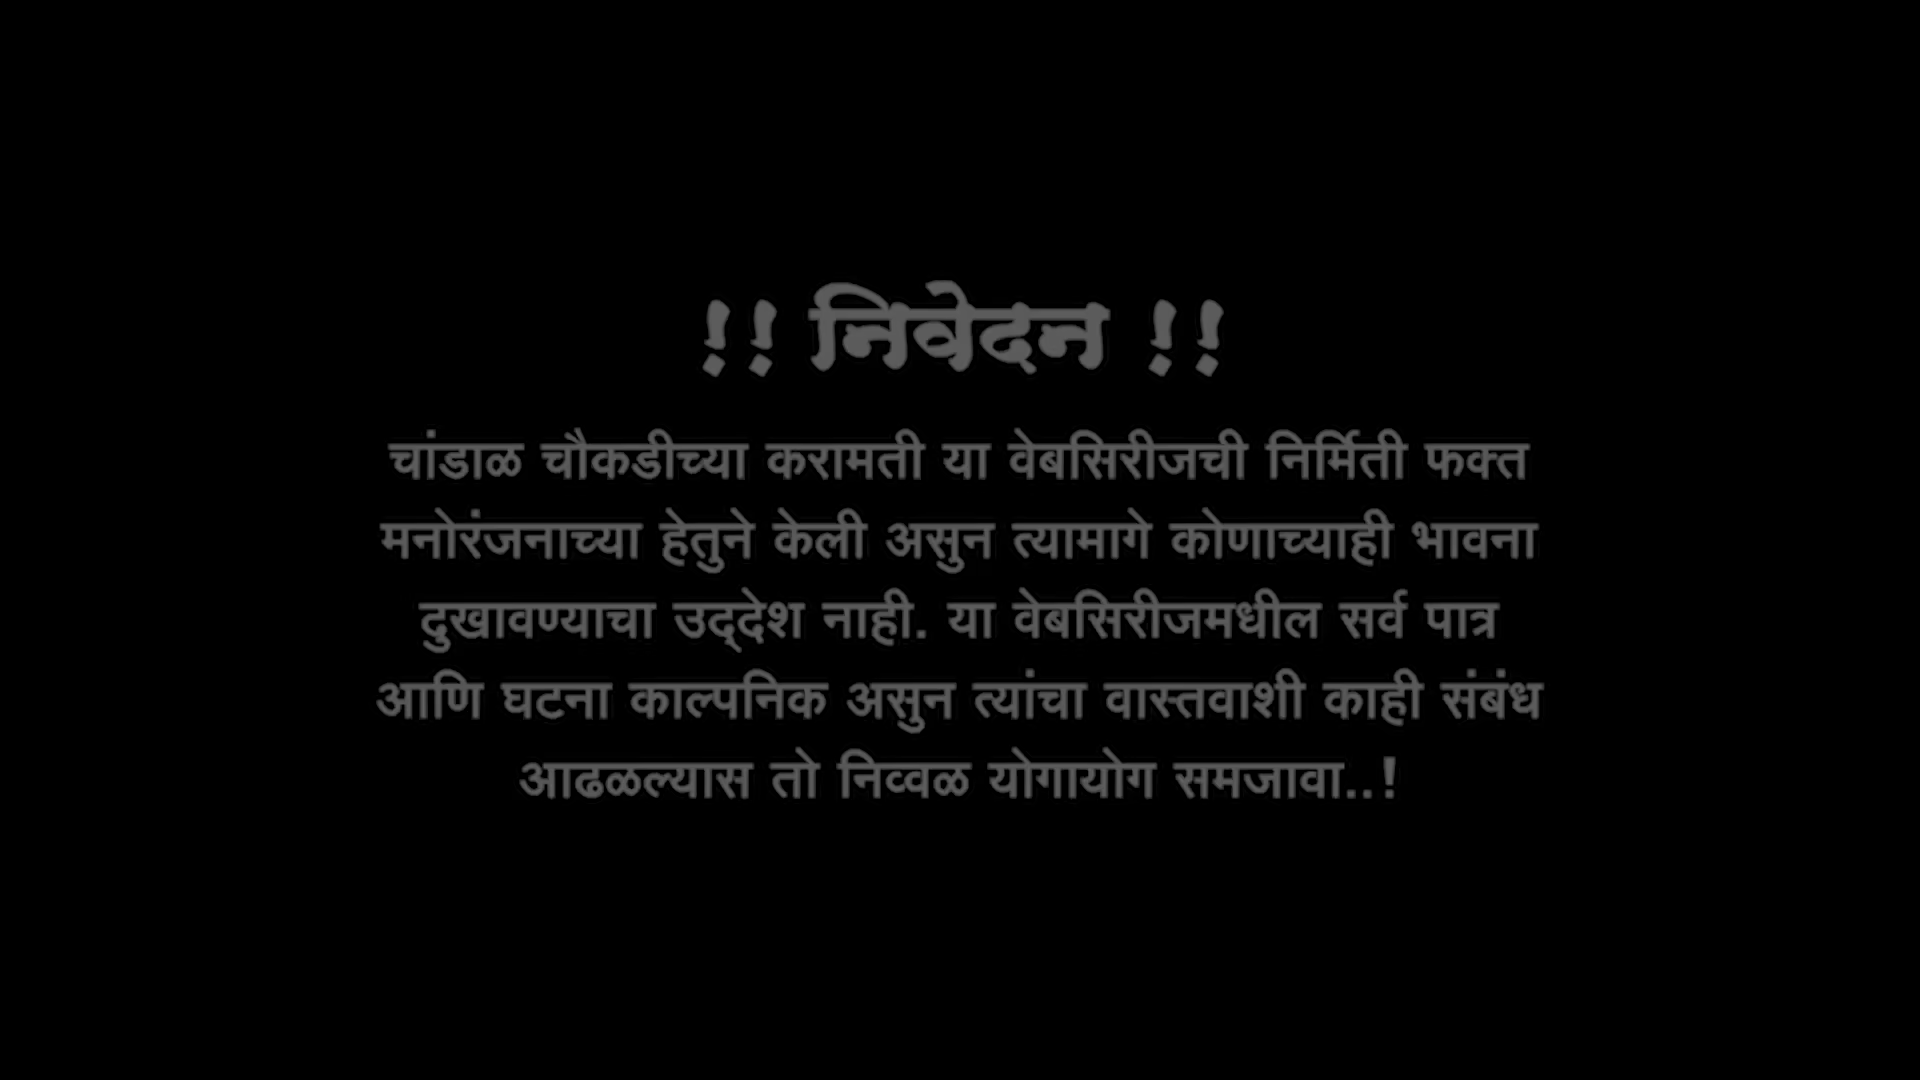 !! निवेदन !!
चांडाळ चौकडीच्या करामती या वेबसिरीजची निर्मिती फक्त
मनोरंजनाच्या हेतुने केली असुन त्यामागे कोणाच्याही भावना
दुखावण्याचा उद्‌देश नाही. या वेबसिरीजमधील सर्व पात्र
आणि घटना काल्पनिक असुन त्यांचा वास्तवाशी काही संबंध
आढळल्यास तो निव्वळ योगायोग समजावा..!